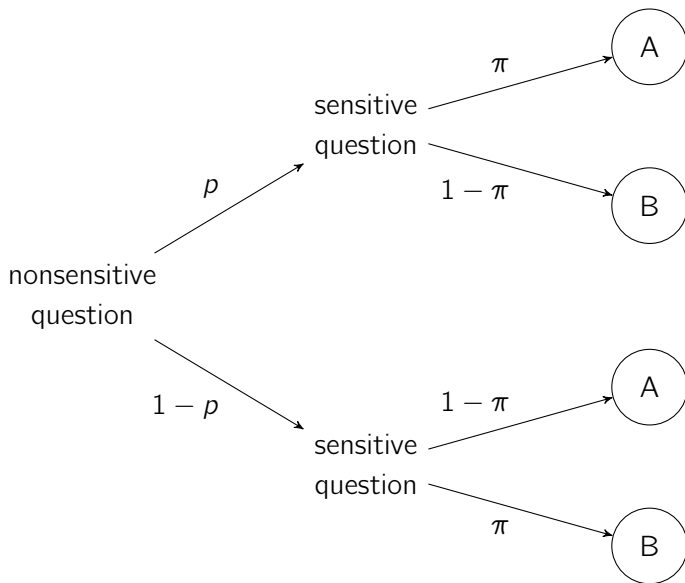 A
π
sensitive
question
1 − π
B
p
nonsensitive
question
1 − p
A
1 − π
sensitive
question
π
B